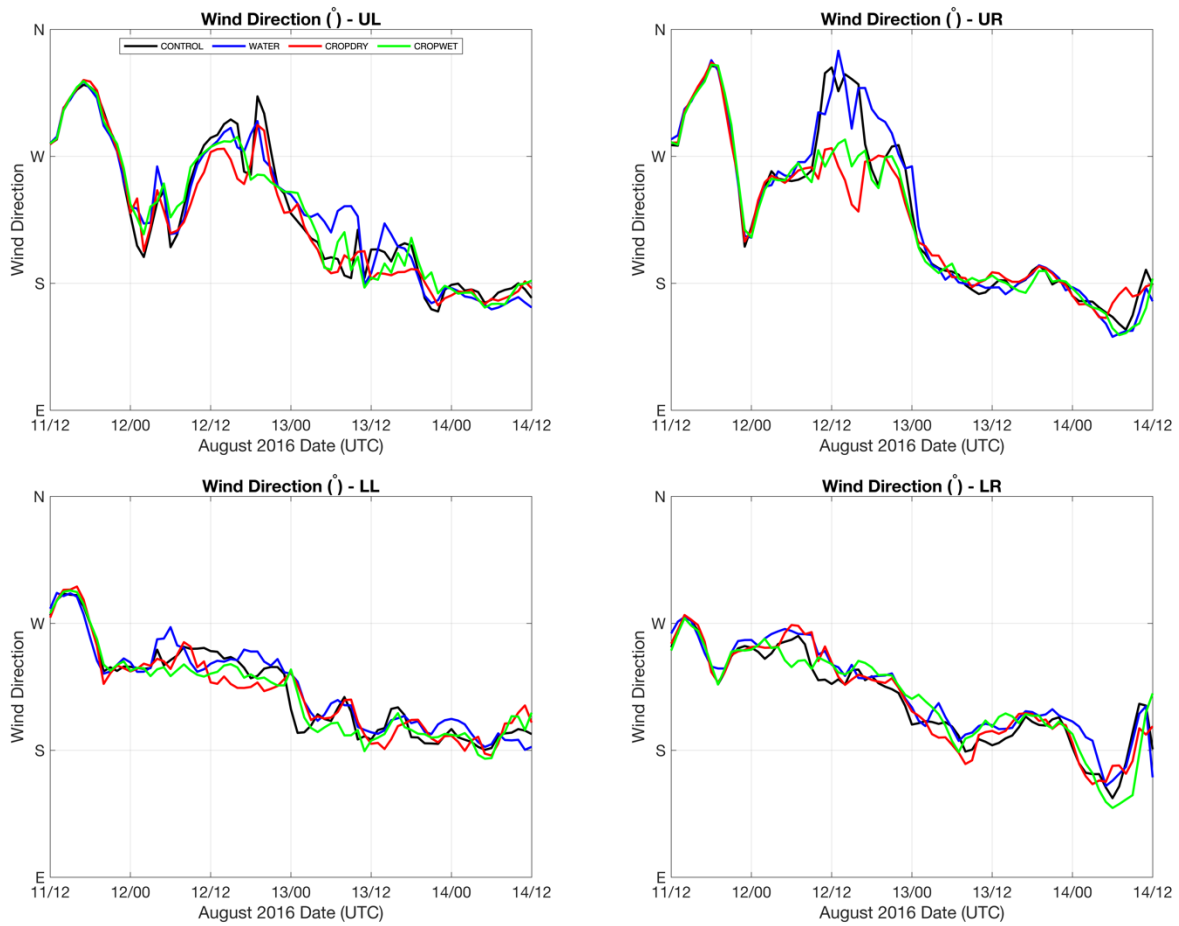 Wind Direction (°) - UL
N
CONTROL WATER CROPDRY CROPWET
W
S
E
Wind Direction
11/12 12/00 12/12 13/00 13/12 14/00 14/12
August 2016 Date (UTC)
Wind Direction (°) - UR
N
W
S
E
Wind Direction
11/12 12/00 12/12 13/00 13/12 14/00 14/12
August 2016 Date (UTC)
Wind Direction (°) - LL
N
W
S
E
Wind Direction
11/12 12/00 12/12 13/00 13/12 14/00 14/12
August 2016 Date (UTC)
Wind Direction (°) - LR
N
W
S
E
Wind Direction
11/12 12/00 12/12 13/00 13/12 14/00 14/12
August 2016 Date (UTC)